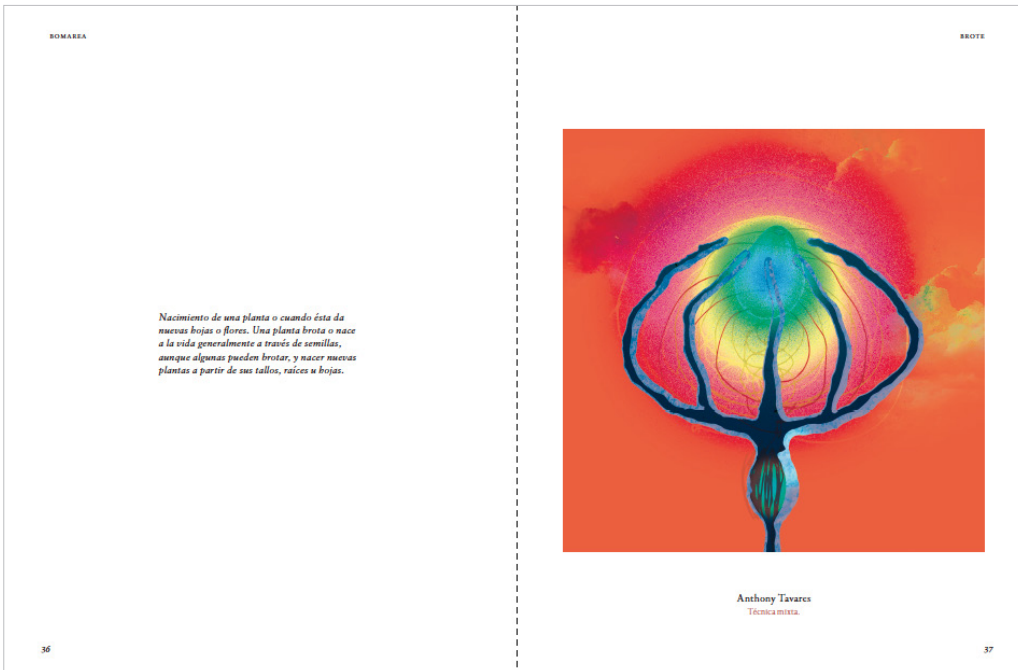 BOMAREA
BROTE
Nacimiento de una planta o cuando ésta da
nuevas hojas o flores. Una planta brota o nace
a la vida generalmente a través de semillas,
aunque algunas pueden brotar, y nacer nuevas
plantas a partir de sus tallos, raíces u hojas.
Anthony Tavares
Técnica mixta.
36
37